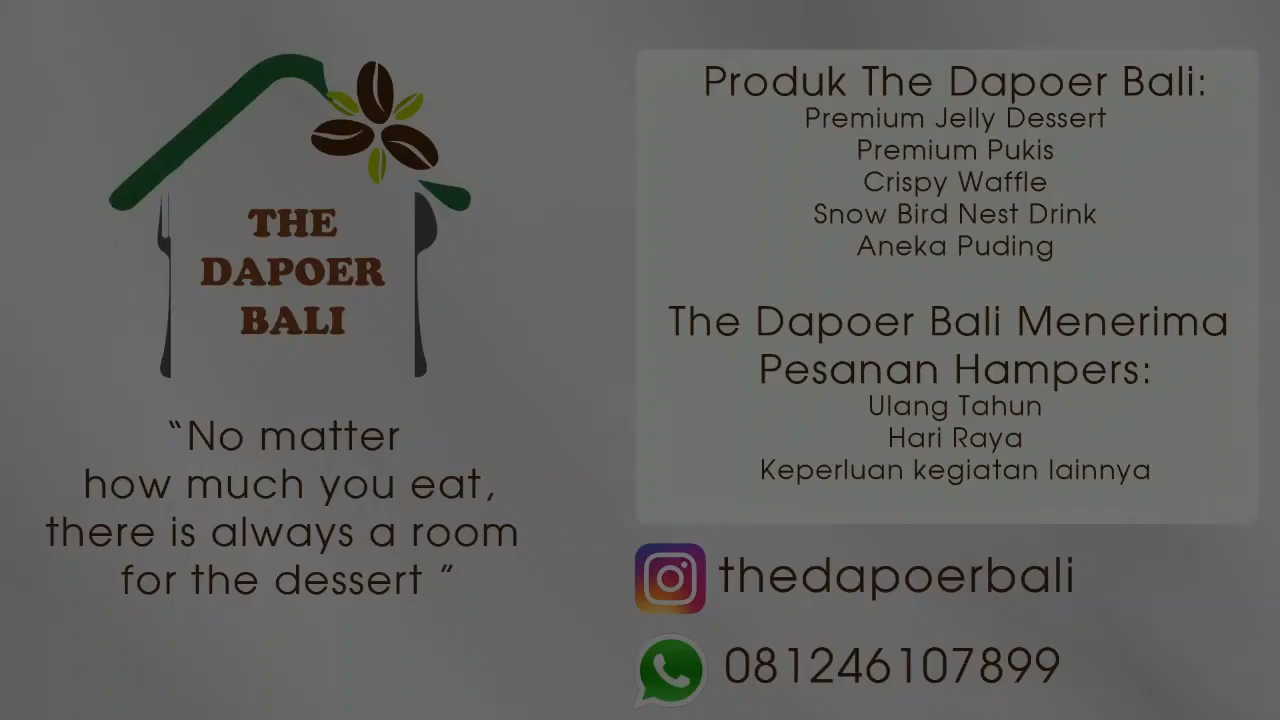 THE
DAPOER
BALI
“No matter
how much you eat,
there is always a room
for the dessert ”
Produk The Dapoer Bali:
Premium Jelly Dessert
Premium Pukis
Crispy Waffle
Snow Bird Nest Drink
Aneka Puding
The Dapoer Bali Menerima
Pesanan Hampers:
Ulang Tahun
Hari Raya
Keperluan kegiatan lainnya
thedapoerbali
081246107899